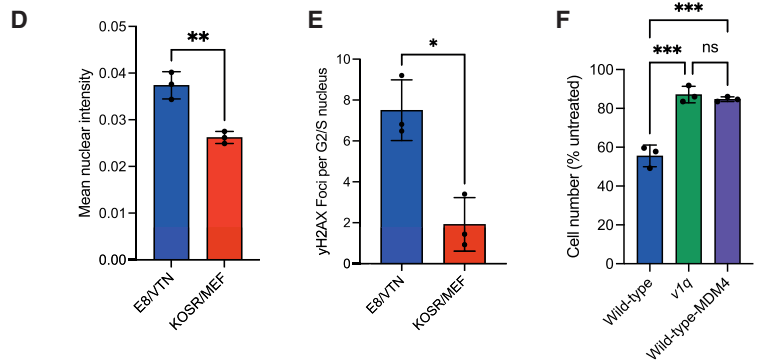 D
**
Mean nuclear intensity
0.05
0.04
0.03
0.02
0.01
0.00
E8/VTN
KOSR/MEF
E
*
yH2AX Foci per G2/S nucleus
10
8
6
4
2
0
E8/VTN
KOSR/MEF
F
***
***
ns
Cell number (% untreated)
100
80
60
40
20
0
Wild-type
v1q
Wild-type-MDM4